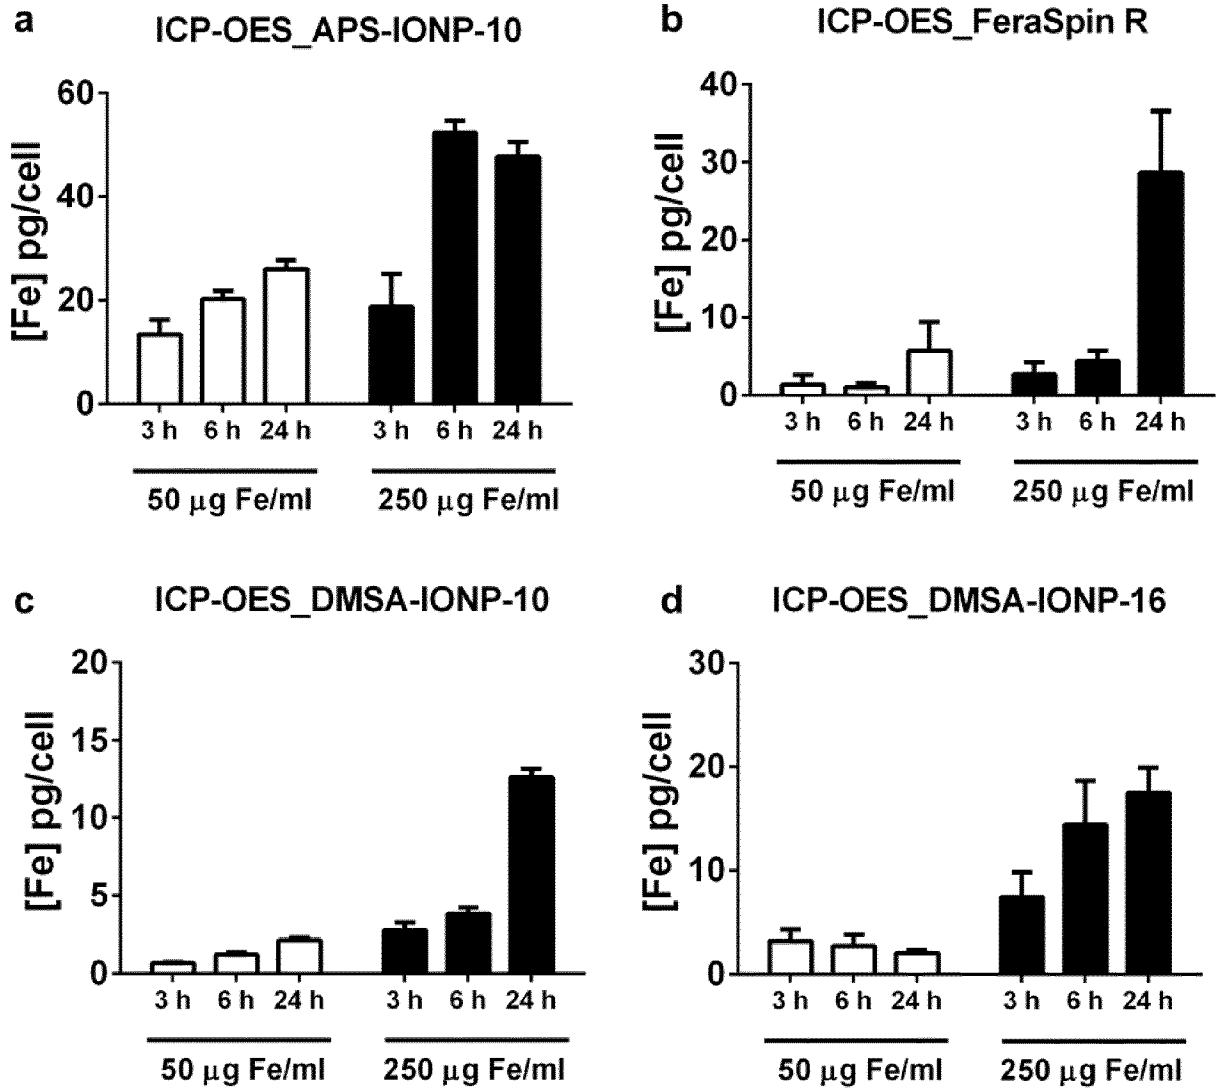 a
ICP-OES_APS-IONP-10
[Fe] pg/cell
60
40
20
0
3 h 6 h 24 h 3 h 6 h 24 h
50 µg Fe/ml 250 µg Fe/ml
b
ICP-OES_FeraSpin R
[Fe] pg/cell
40
30
20
10
0
3 h 6 h 24 h 3 h 6 h 24 h
50 µg Fe/ml 250 µg Fe/ml
c
ICP-OES_DMSA-IONP-10
[Fe] pg/cell
20
15
10
5
0
3 h 6 h 24 h 3 h 6 h 24 h
50 µg Fe/ml 250 µg Fe/ml
d
ICP-OES_DMSA-IONP-16
[Fe] pg/cell
30
20
10
0
3 h 6 h 24 h 3 h 6 h 24 h
50 µg Fe/ml 250 µg Fe/ml